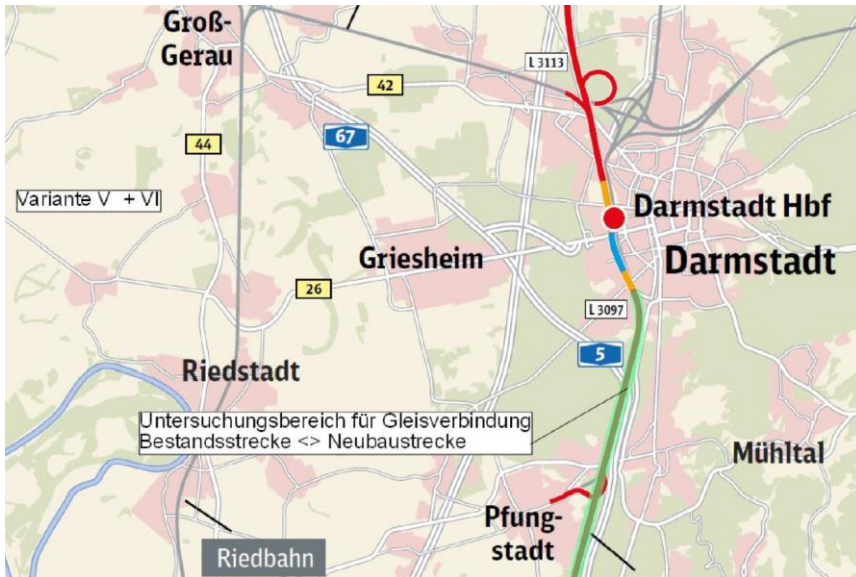 Groß-
Gerau
L 3113
42
67
44
Variante V + VI
Darmstadt Hbf
Griesheim
Darmstadt
26
L 3097
5
Riedstadt
Untersuchungsbereich für Gleisverbindung
Bestandsstrecke <> Neubaustrecke
Mühltal
Pfung-
stadt
Riedbahn